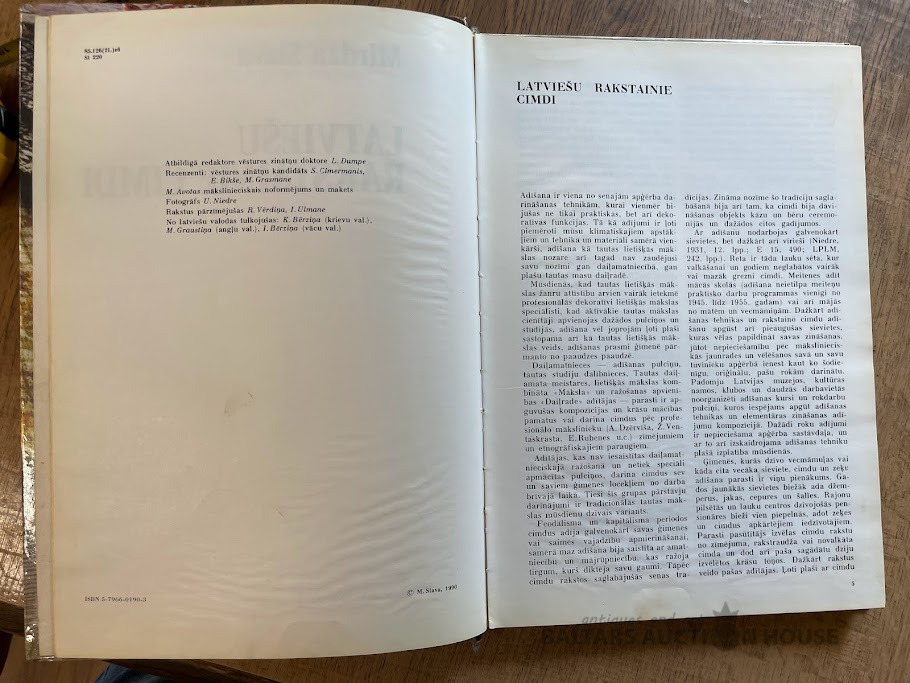 85.126(2L)я6
Sl 220
Atbildīgā redaktore vēstures zinātņu doktore L. Dumpe
Recenzenti: vēstures zinātņu kandidāts S. Cimermanis,
E. Bikše, M. Grasmane
M. Avotas mākslinieciskais noformējums un makets
Fotogrāfs U. Niedre
Rakstus pārzīmējušas R. Vērdiņa, I. Ulmane
No latviešu valodas tulkojušas: K. Bērziņa (krievu val.),
M. Graustiņa (angļu val.), I. Bērziņa (vācu val.)
ISBN-5-7966-0190-3
© M. Slava, 1990
LATVIEŠU RAKSTAINIE
CIMDI
Adīšana ir viena no senajām apģērba da-
rināšanas tehnikām, kurai vienmēr bi-
jušas ne tikai praktiskas, bet arī deko-
ratīvas funkcijas. Tā kā adījumi ir ļoti
piemēroti mūsu klimatiskajiem apstāk-
ļiem un tehnika un materiāli samērā vien-
kārši, adīšana kā tautas lietišķās māk-
slas nozare arī tagad nav zaudējusi
savu nozīmi gan daiļamatniecībā, gan
plašu tautas masu daiļradē.
Mūsdienās, kad tautas lietišķās māk-
slas žanru attīstību arvien vairāk ietekmē
profesionālās dekoratīvi lietišķās mākslas
speciālisti, kad aktīvākie tautas mākslas
cienītāji apvienojas dažādos pulciņos un
studijās, adīšana vēl joprojām ļoti plaši
sastopama arī kā tautas lietišķās māk-
slas veids, adīšanas prasmi ģimenē pār-
manto no paaudzes paaudzē.
Daiļamatnieces — adīšanas pulciņu,
tautas studiju dalībnieces, Tautas daiļ-
amata meistares, lietišķās mākslas kom-
bināta «Māksla» un ražošanas apvienī-
bas «Daiļrade» adītājas — parasti ir ap-
guvušas kompozīcijas un krāsu mācības
pamatus vai darina cimdus pēc profe-
sionālo mākslinieku (A. Dzērvīša, Ž. Ven-
taskrasta, E. Rubenes u.c.) zīmējumiem
un etnogrāfiskajiem paraugiem.
Adītājas, kas nav iesaistītas daiļamat-
nieciskajā ražošanā un netiek speciāli
apmācītas pulciņos, darina cimdus sev
un saviem ģimenes locekļiem no darba
brīvajā laikā. Tieši šīs grupas pārstāvju
darinājumi ir tradicionālās tautas māk-
slas mūsdienu dzīvais variants.
Feodālisma un kapitālisma periodos
cimdus adīja galvenokārt savas ģimenes
vai saimes vajadzību apmierināšanai,
samērā maz adīšana bija saistīta ar amat-
niecību un mājrūpniecību, kas ražoja
tirgum, kurš diktēja savu gaumi. Tāpēc
cimdu rakstos saglabājušās senas tra-
dīcijas. Zināma nozīme šo tradīciju sagla-
bāšanā bija arī tam, ka cimdi bija dāvi-
nāšanas objekts kāzu un bēru ceremo-
nijās un dažādos citos gadījumos.
Ar adīšanu nodarbojas galvenokārt
sievietes, bet dažkārt arī vīrieši (Niedre,
1931, 12. lpp.; E 15, 490; LPLM,
242. lpp.). Reta ir tāda lauku sēta, kur
valkāšanai un godiem neglabātos vairāk
vai mazāk grezni cimdi. Meitenes adīt
mācās skolās (adīšana neietilpa meiteņu
praktisko darbu programmās vienīgi no
1945. līdz 1955. gadam) vai arī mājās
no mātēm un vecmāmiņām. Dažkārt adī-
šanas tehnikas un rakstaino cimdu adī-
šanu apgūst arī pieaugušas sievietes,
kuras vēlas papildināt savas zināšanas,
jūtot nepieciešamību pēc māksliniecis-
kās jaunrades un vēlēšanos savā un savu
tuvinieku apģērbā ienest kaut ko šodie-
nīgu, oriģinālu, pašu rokām darinātu.
Padomju Latvijas muzejos, kultūras
namos, klubos un daudzās darbavietās
noorganizēti adīšanas kursi un rokdarbu
pulciņi, kuros iespējams apgūt adīšanas
tehnikas un elementāras zināšanas adī-
jumu kompozīcijā. Dažādi roku adījumi
ir nepieciešama apģērba sastāvdaļa, un
ar to arī izskaidrojama adīšanas tehniku
plašā izplatība mūsdienās.
Ģimenēs, kurās dzīvo vecmāmuļas vai
kāda cita vecāka sieviete, cimdu un zeķu
adīšana parasti ir viņu pienākums. Ga-
dos jaunākās sievietes biežāk ada džem-
perus, jakas, cepures un šalles. Rajonu
pilsētās un lauku centros dzīvojošās pen-
sionāres bieži vien piepelnās, adot zeķes
un cimdus apkārtējiem iedzīvotājiem.
Parasti pasūtītājs izvēlas cimdu rakstu
no zīmējuma, rakstraudža vai novalkāta
cimda un dod arī paša sagādātu dziju
izvēlētos krāsu toņos. Dažkārt rakstus
veido pašas adītājas. Ļoti plaši ar cimdu
5
antiques and
BALTARS AUCTION HOUSE